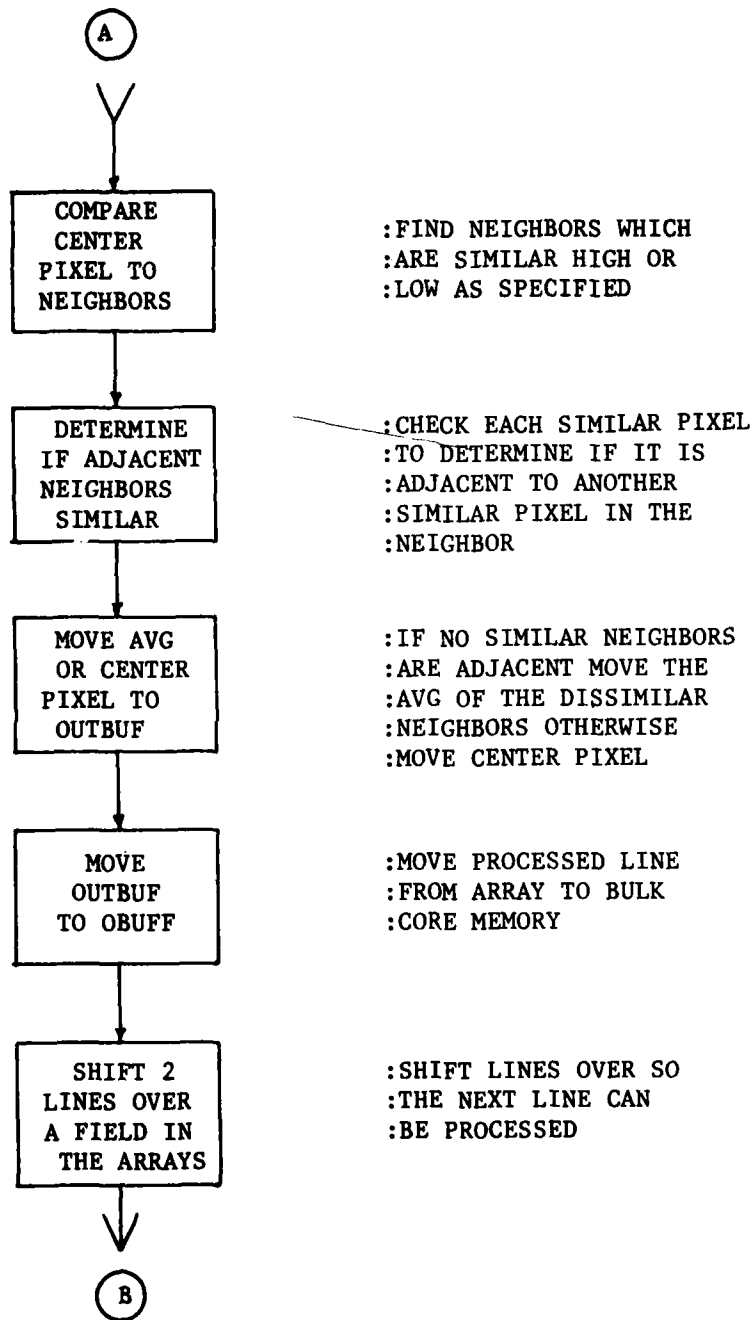 A
COMPARE
CENTER
PIXEL TO
NEIGHBORS
:FIND NEIGHBORS WHICH
:ARE SIMILAR HIGH OR
:LOW AS SPECIFIED
DETERMINE
IF ADJACENT
NEIGHBORS
SIMILAR
:CHECK EACH SIMILAR PIXEL
:TO DETERMINE IF IT IS
:ADJACENT TO ANOTHER
:SIMILAR PIXEL IN THE
:NEIGHBOR
MOVE AVG
OR CENTER
PIXEL TO
OUTBUF
:IF NO SIMILAR NEIGHBORS
:ARE ADJACENT MOVE THE
:AVG OF THE DISSIMILAR
:NEIGHBORS OTHERWISE
:MOVE CENTER PIXEL
MOVE
OUTBUF
TO OBUFF
:MOVE PROCESSED LINE
:FROM ARRAY TO BULK
:CORE MEMORY
SHIFT 2
LINES OVER
A FIELD IN
THE ARRAYS
:SHIFT LINES OVER SO
:THE NEXT LINE CAN
:BE PROCESSED
B